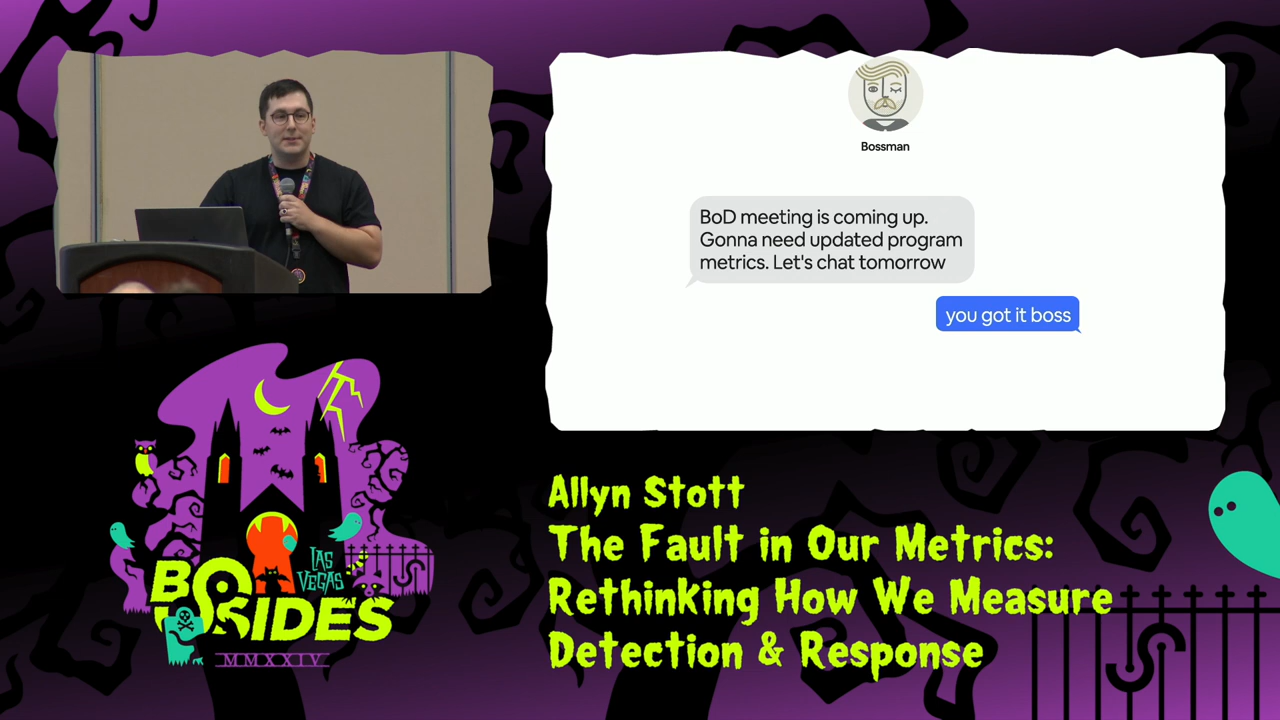 Bossman
BoD meeting is coming up.
Gonna need updated program
metrics. Let's chat tomorrow
you got it boss
LAS
VEGAS
BSIDES
MMXXIV
Allyn Stott
The Fault in Our Metrics:
Rethinking How We Measure
Detection & Response